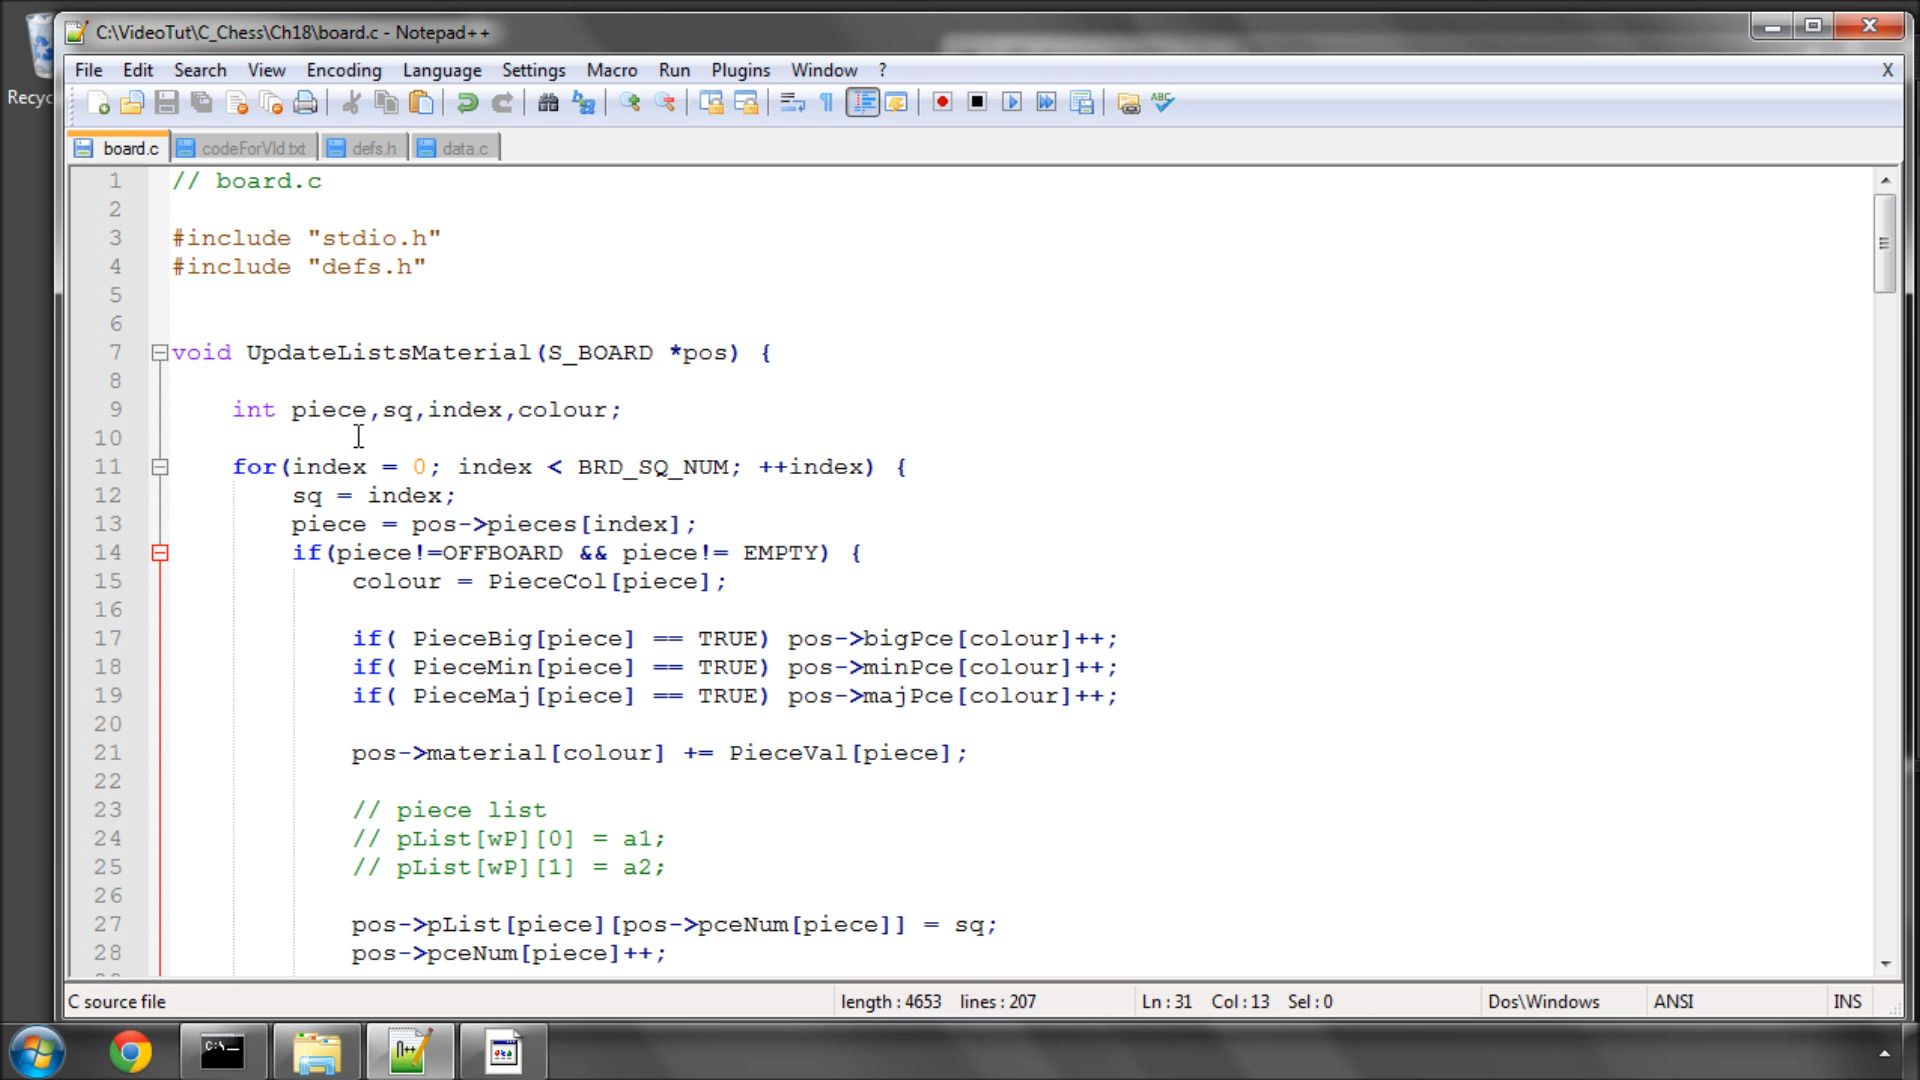 Recyc
C:\VideoTut\C_Chess\Ch18\board.c - Notepad++
File Edit Search View Encoding Language Settings Macro Run Plugins Window ? X
board.c codeForVid.txt defs.h data.c
1 // board.c
2
3 #include "stdio.h"
4 #include "defs.h"
5
6
7 void UpdateListsMaterial(S_BOARD *pos) {
8
9 int piece,sq,index,colour;
10
11 for(index = 0; index < BRD_SQ_NUM; ++index) {
12 sq = index;
13 piece = pos->pieces[index];
14 if(piece!=OFFBOARD && piece!= EMPTY) {
15 colour = PieceCol[piece];
16
17 if( PieceBig[piece] == TRUE) pos->bigPce[colour]++;
18 if( PieceMin[piece] == TRUE) pos->minPce[colour]++;
19 if( PieceMaj[piece] == TRUE) pos->majPce[colour]++;
20
21 pos->material[colour] += PieceVal[piece];
22
23 // piece list
24 // pList[wP][0] = a1;
25 // pList[wP][1] = a2;
26
27 pos->pList[piece][pos->pceNum[piece]] = sq;
28 pos->pceNum[piece]++;
C source file length : 4653 lines : 207 Ln : 31 Col : 13 Sel : 0 Dos\Windows ANSI INS